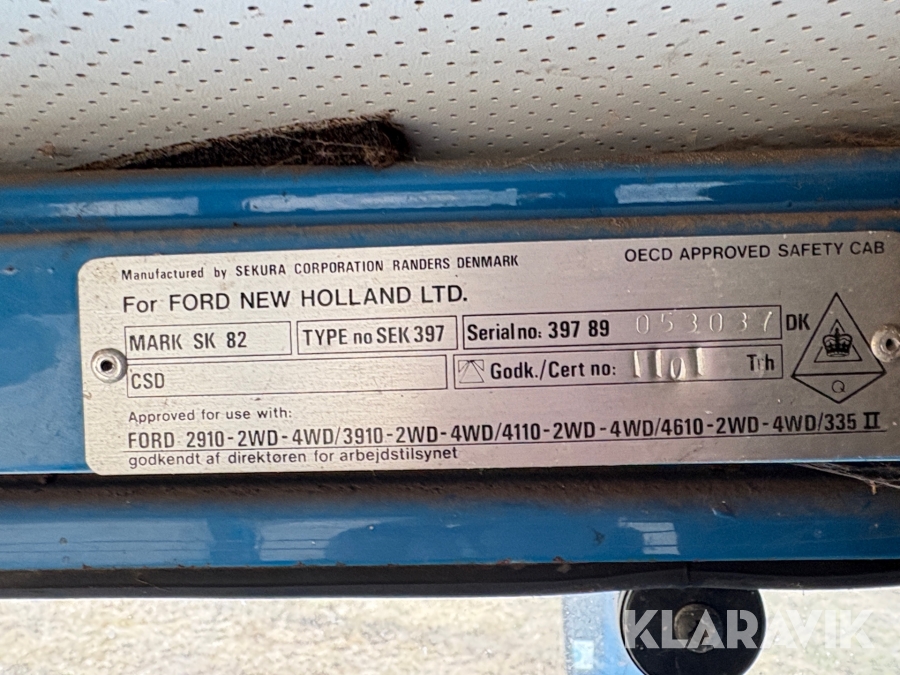 Manufactured by SEKURA CORPORATION RANDERS DENMARK
OECD APPROVED SAFETY CAB
For FORD NEW HOLLAND LTD.
MARK SK 82
TYPE no SEK 397
Serial no: 397 89 053037
DK
CSD
Godk./Cert no: 1101 Trh
Q
Approved for use with:
FORD 2910-2WD-4WD/3910-2WD-4WD/4110-2WD-4WD/4610-2WD-4WD/335 II
godkendt af direktøren for arbejdstilsynet
KLARAVIK